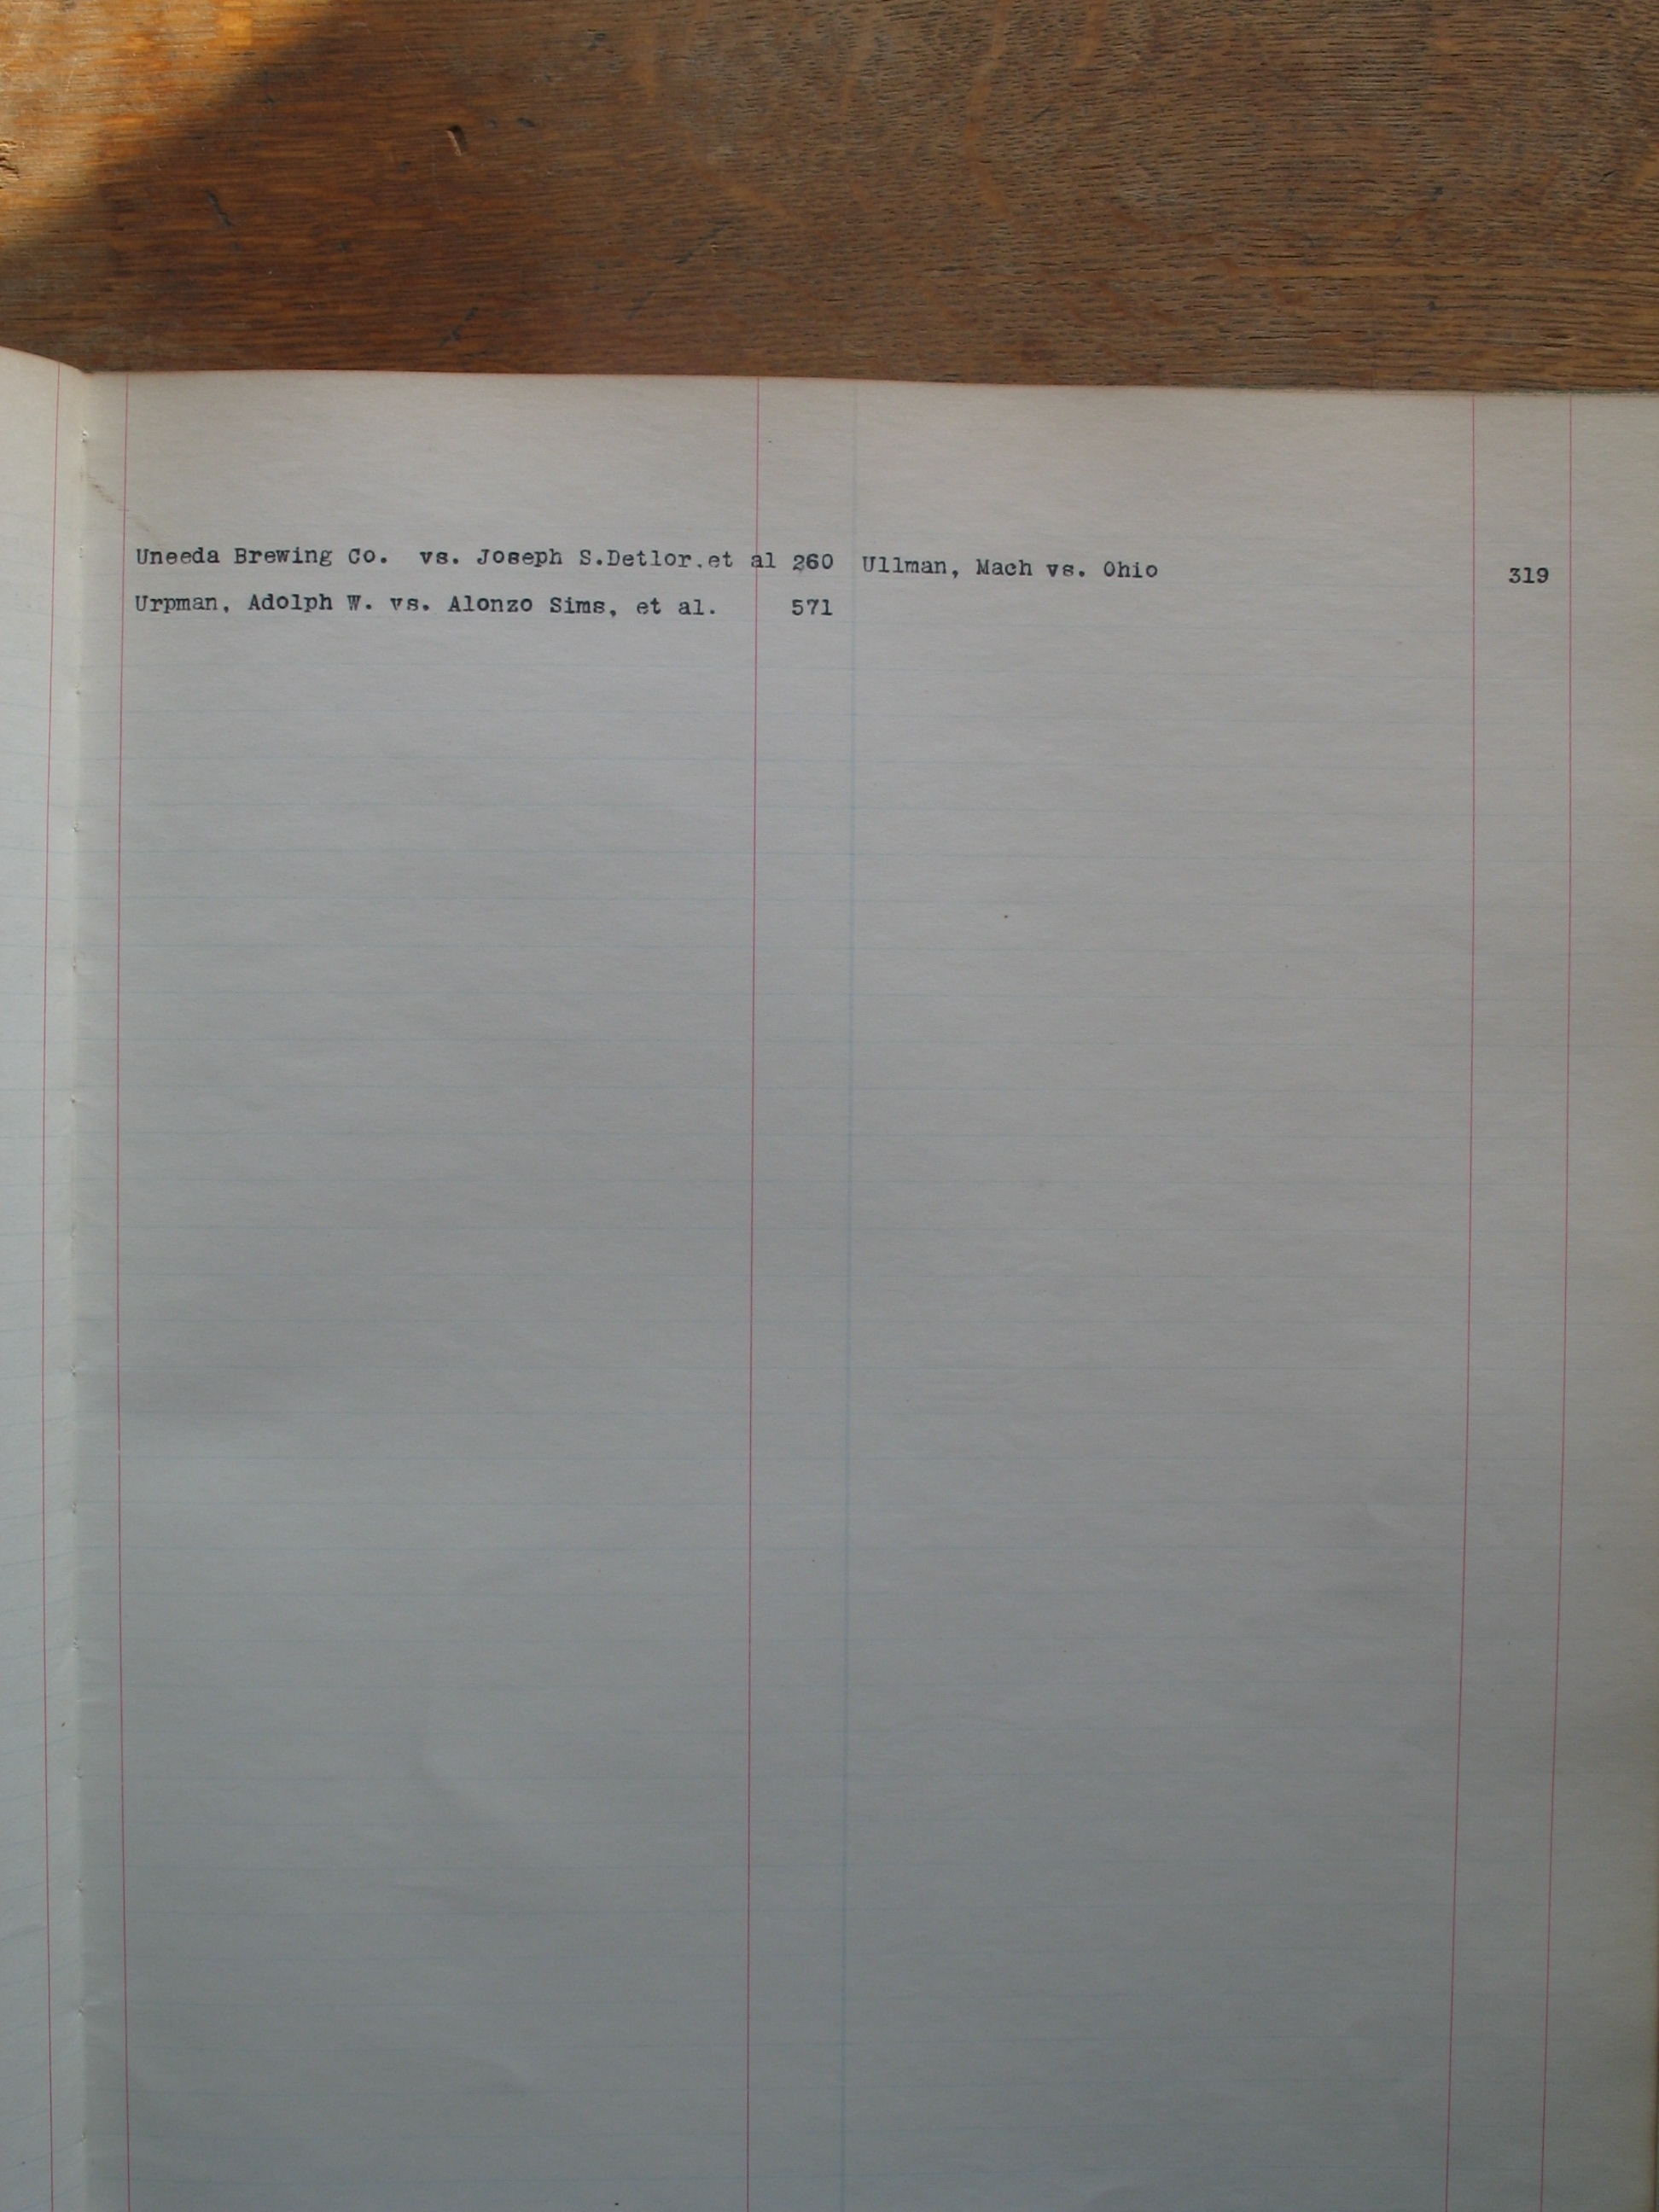 Uneeda Brewing Co. vs. Joseph S.Detlor.et al 260
Urpman, Adolph W. vs. Alonzo Sims, et al. 571
Ullman, Mach vs. Ohio 319